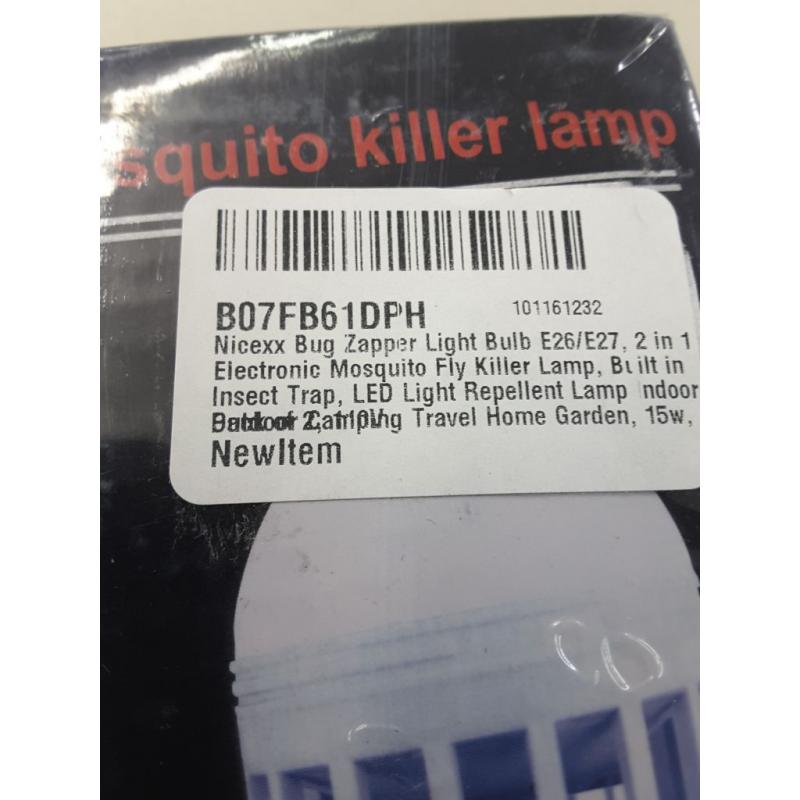 squito killer lamp
B07FB61DPH 101161232
Nicexx Bug Zapper Light Bulb E26/E27, 2 in 1
Electronic Mosquito Fly Killer Lamp, Built in
Insect Trap, LED Light Repellent Lamp Indoor
Camping Travel Home Garden, 15w,
NewItem